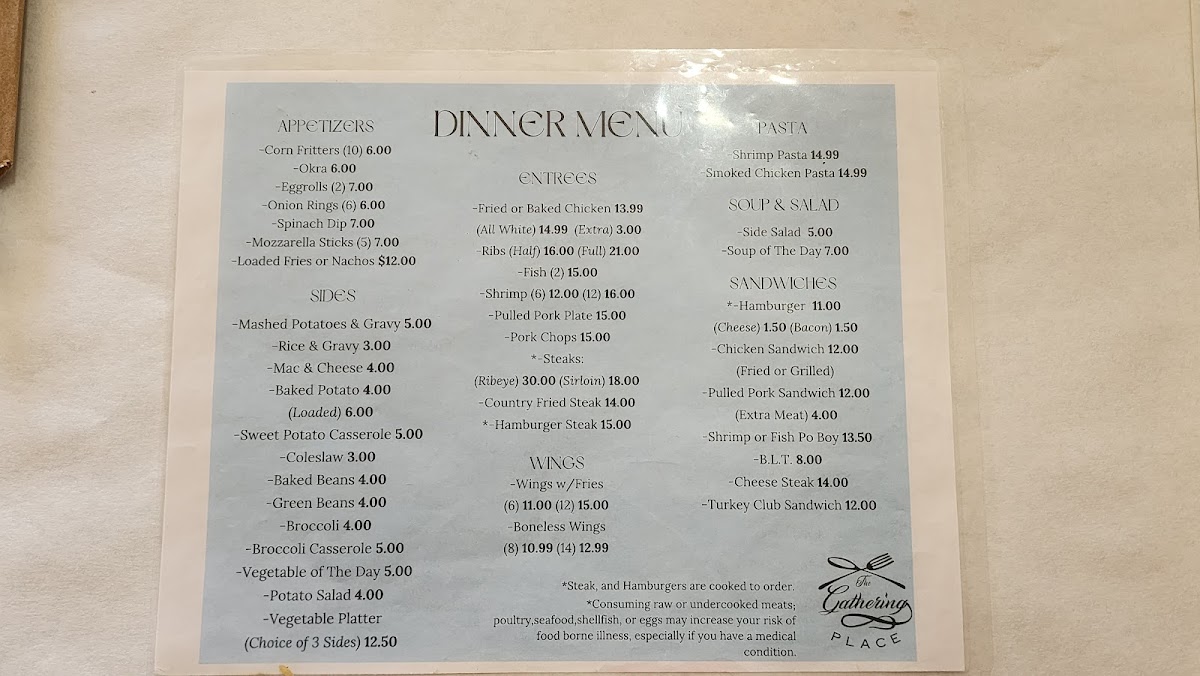 DINNER MENU
APPETIZERS
-Corn Fritters (10) 6.00
-Okra 6.00
-Eggrolls (2) 7.00
-Onion Rings (6) 6.00
-Spinach Dip 7.00
-Mozzarella Sticks (5) 7.00
-Loaded Fries or Nachos $12.00
SIDES
-Mashed Potatoes & Gravy 5.00
-Rice & Gravy 3.00
-Mac & Cheese 4.00
-Baked Potato 4.00
(Loaded) 6.00
-Sweet Potato Casserole 5.00
-Coleslaw 3.00
-Baked Beans 4.00
-Green Beans 4.00
-Broccoli 4.00
-Broccoli Casserole 5.00
-Vegetable of The Day 5.00
-Potato Salad 4.00
-Vegetable Platter
(Choice of 3 Sides) 12.50
ENTREES
-Fried or Baked Chicken 13.99
(All White) 14.99 (Extra) 3.00
-Ribs (Half) 16.00 (Full) 21.00
-Fish (2) 15.00
-Shrimp (6) 12.00 (12) 16.00
-Pulled Pork Plate 15.00
-Pork Chops 15.00
*-Steaks:
(Ribeye) 30.00 (Sirloin) 18.00
-Country Fried Steak 14.00
*-Hamburger Steak 15.00
WINGS
-Wings w/Fries
(6) 11.00 (12) 15.00
-Boneless Wings
(8) 10.99 (14) 12.99
PASTA
-Shrimp Pasta 14.99
-Smoked Chicken Pasta 14.99
SOUP & SALAD
-Side Salad 5.00
-Soup of The Day 7.00
SANDWICHES
*-Hamburger 11.00
(Cheese) 1.50 (Bacon) 1.50
-Chicken Sandwich 12.00
(Fried or Grilled)
-Pulled Pork Sandwich 12.00
(Extra Meat) 4.00
-Shrimp or Fish Po Boy 13.50
-B.L.T. 8.00
-Cheese Steak 14.00
-Turkey Club Sandwich 12.00
*Steak, and Hamburgers are cooked to order.
*Consuming raw or undercooked meats;
poultry,seafood,shellfish, or eggs may increase your risk of
food borne illness, especially if you have a medical
condition.
The
Gathering
PLACE